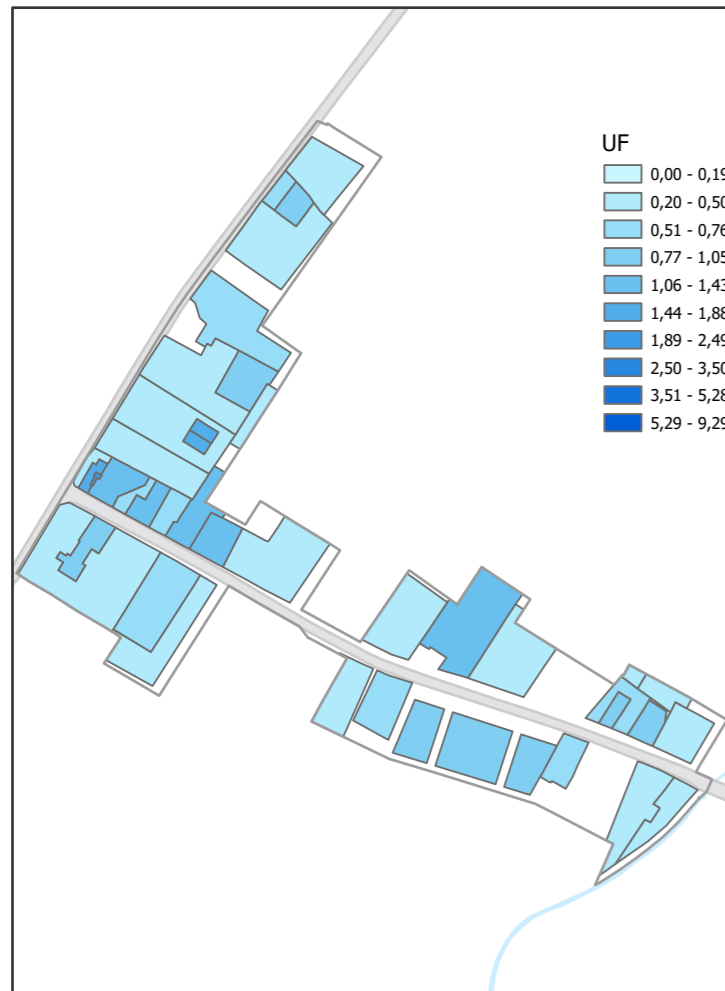 UF
0,00 - 0,19
0,20 - 0,50
0,51 - 0,76
0,77 - 1,05
1,06 - 1,43
1,44 - 1,88
1,89 - 2,49
2,50 - 3,50
3,51 - 5,28
5,29 - 9,29